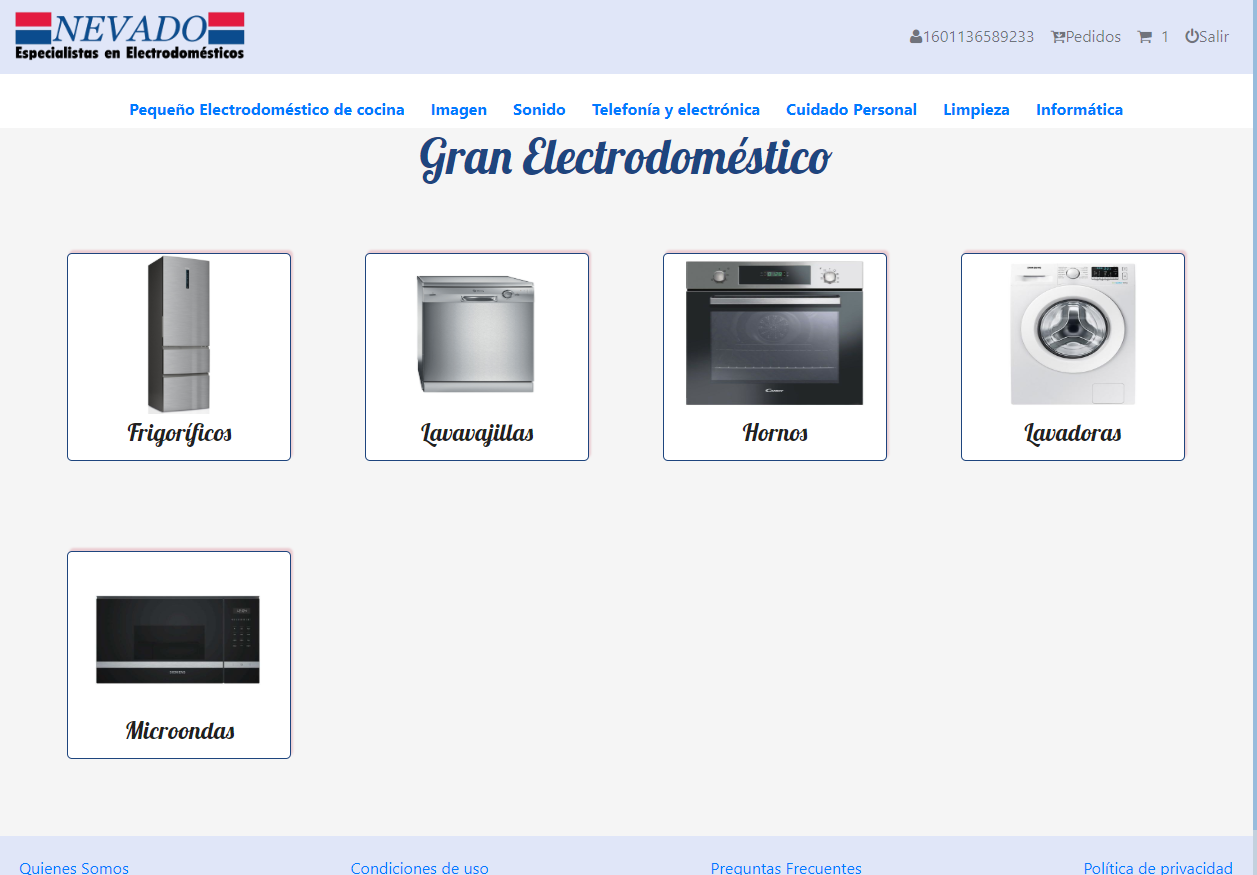 NEVADO
Especialistas en Electrodomésticos
1601136589233 Pedidos 1 Salir
Pequeño Electrodoméstico de cocina Imagen Sonido Telefonía y electrónica Cuidado Personal Limpieza Informática
Gran Electrodoméstico
Frigoríficos Lavavajillas Hornos Lavadoras
Microondas
Quienes Somos Condiciones de uso Preguntas Frecuentes Política de privacidad